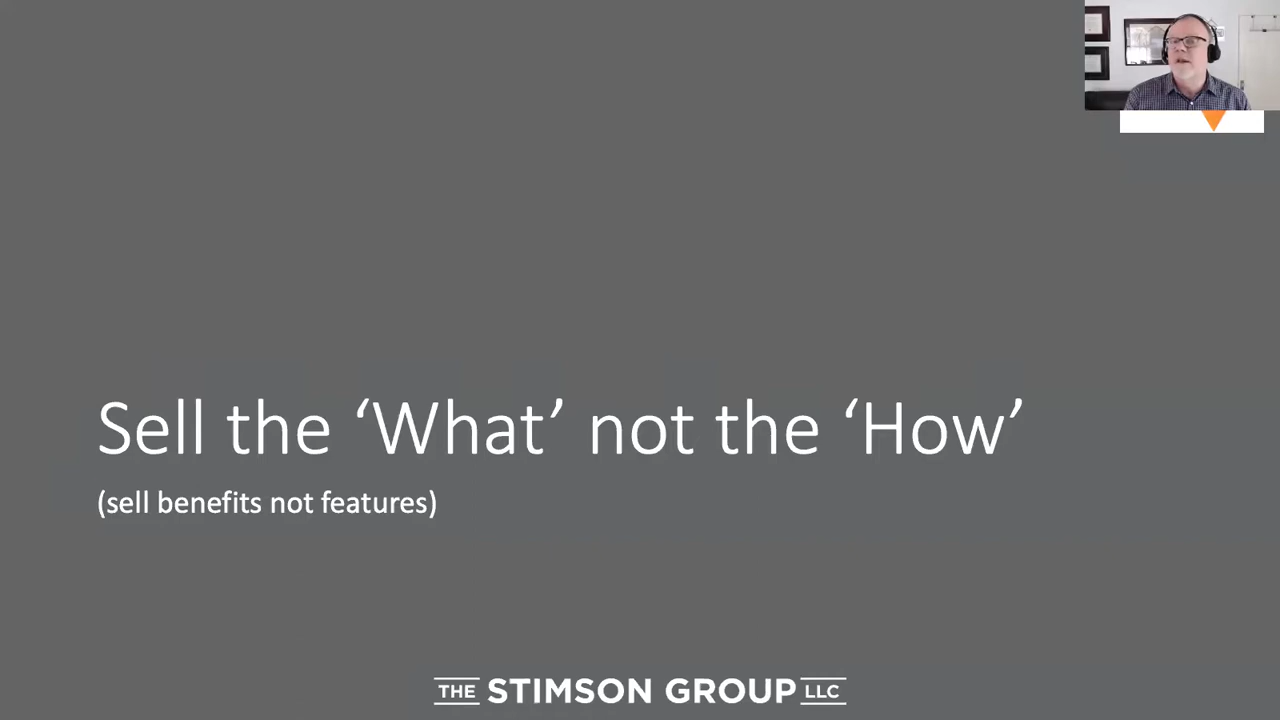 Sell the ‘What’ not the ‘How’
(sell benefits not features)
THE STIMSON GROUP LLC